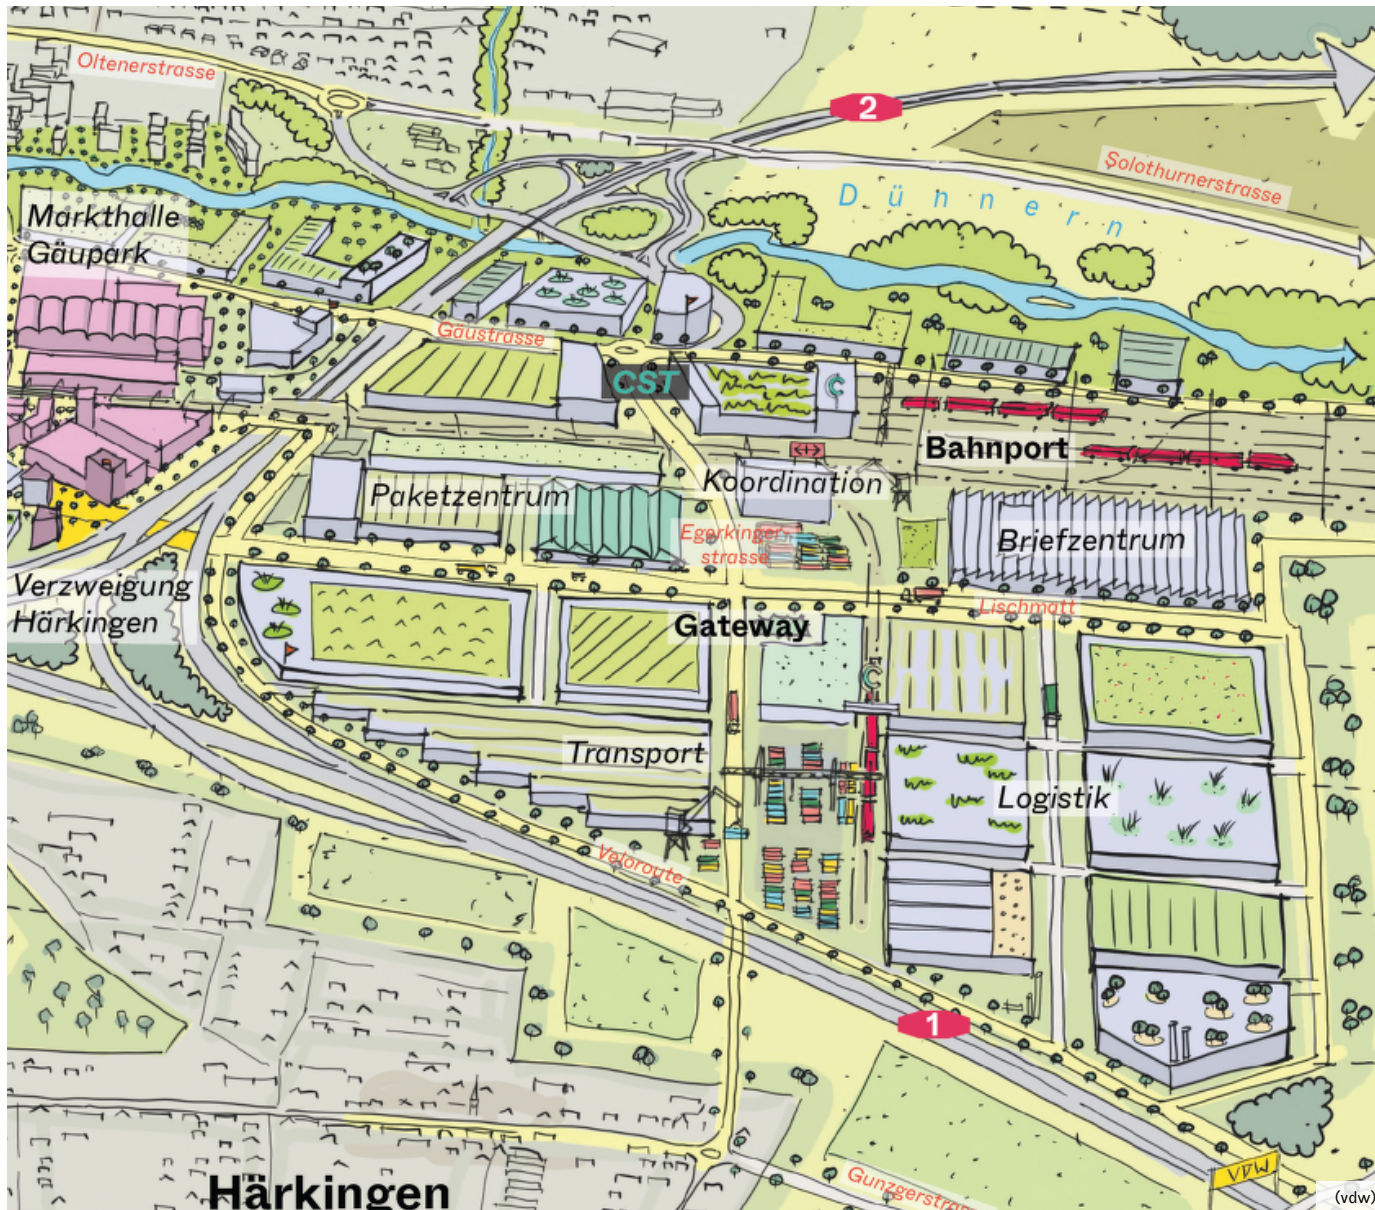 Oltenerstrasse
2
Solothurnerstrasse
Dünnern
Markthalle
Gäupark
Gäustrasse
CST
C
Bahnport
Koordination
Paketzentrum
Egerkinger-
strasse
Briefzentrum
Verzweigung
Härkingen
Lischmatt
Gateway
C
Transport
Logistik
Veloroute
1
VDW
Härkingen
Gunzgerstrasse
(vdw)